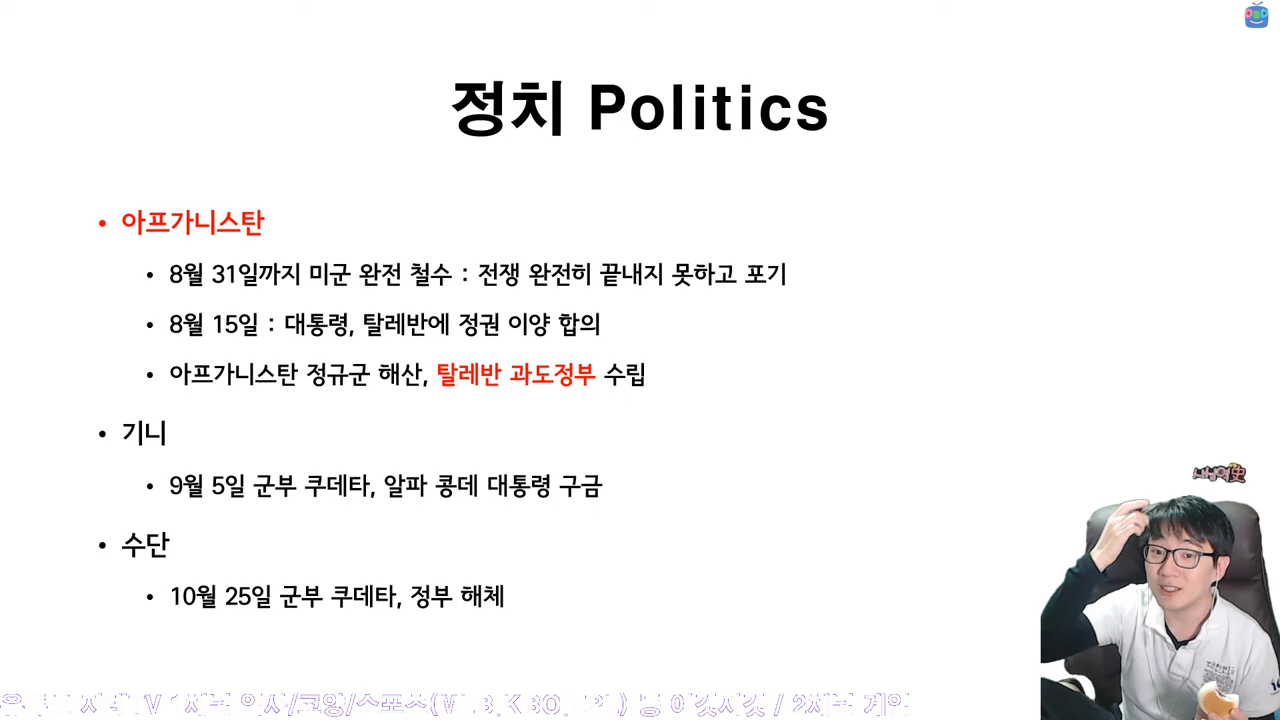 정치 Politics
• 아프가니스탄
• 8월 31일까지 미군 완전 철수 : 전쟁 완전히 끝내지 못하고 포기
• 8월 15일 : 대통령, 탈레반에 정권 이양 합의
• 아프가니스탄 정규군 해산, 탈레반 과도정부 수립
• 기니
• 9월 5일 군부 쿠데타, 알파 콩데 대통령 구금
• 수단
• 10월 25일 군부 쿠데타, 정부 해체